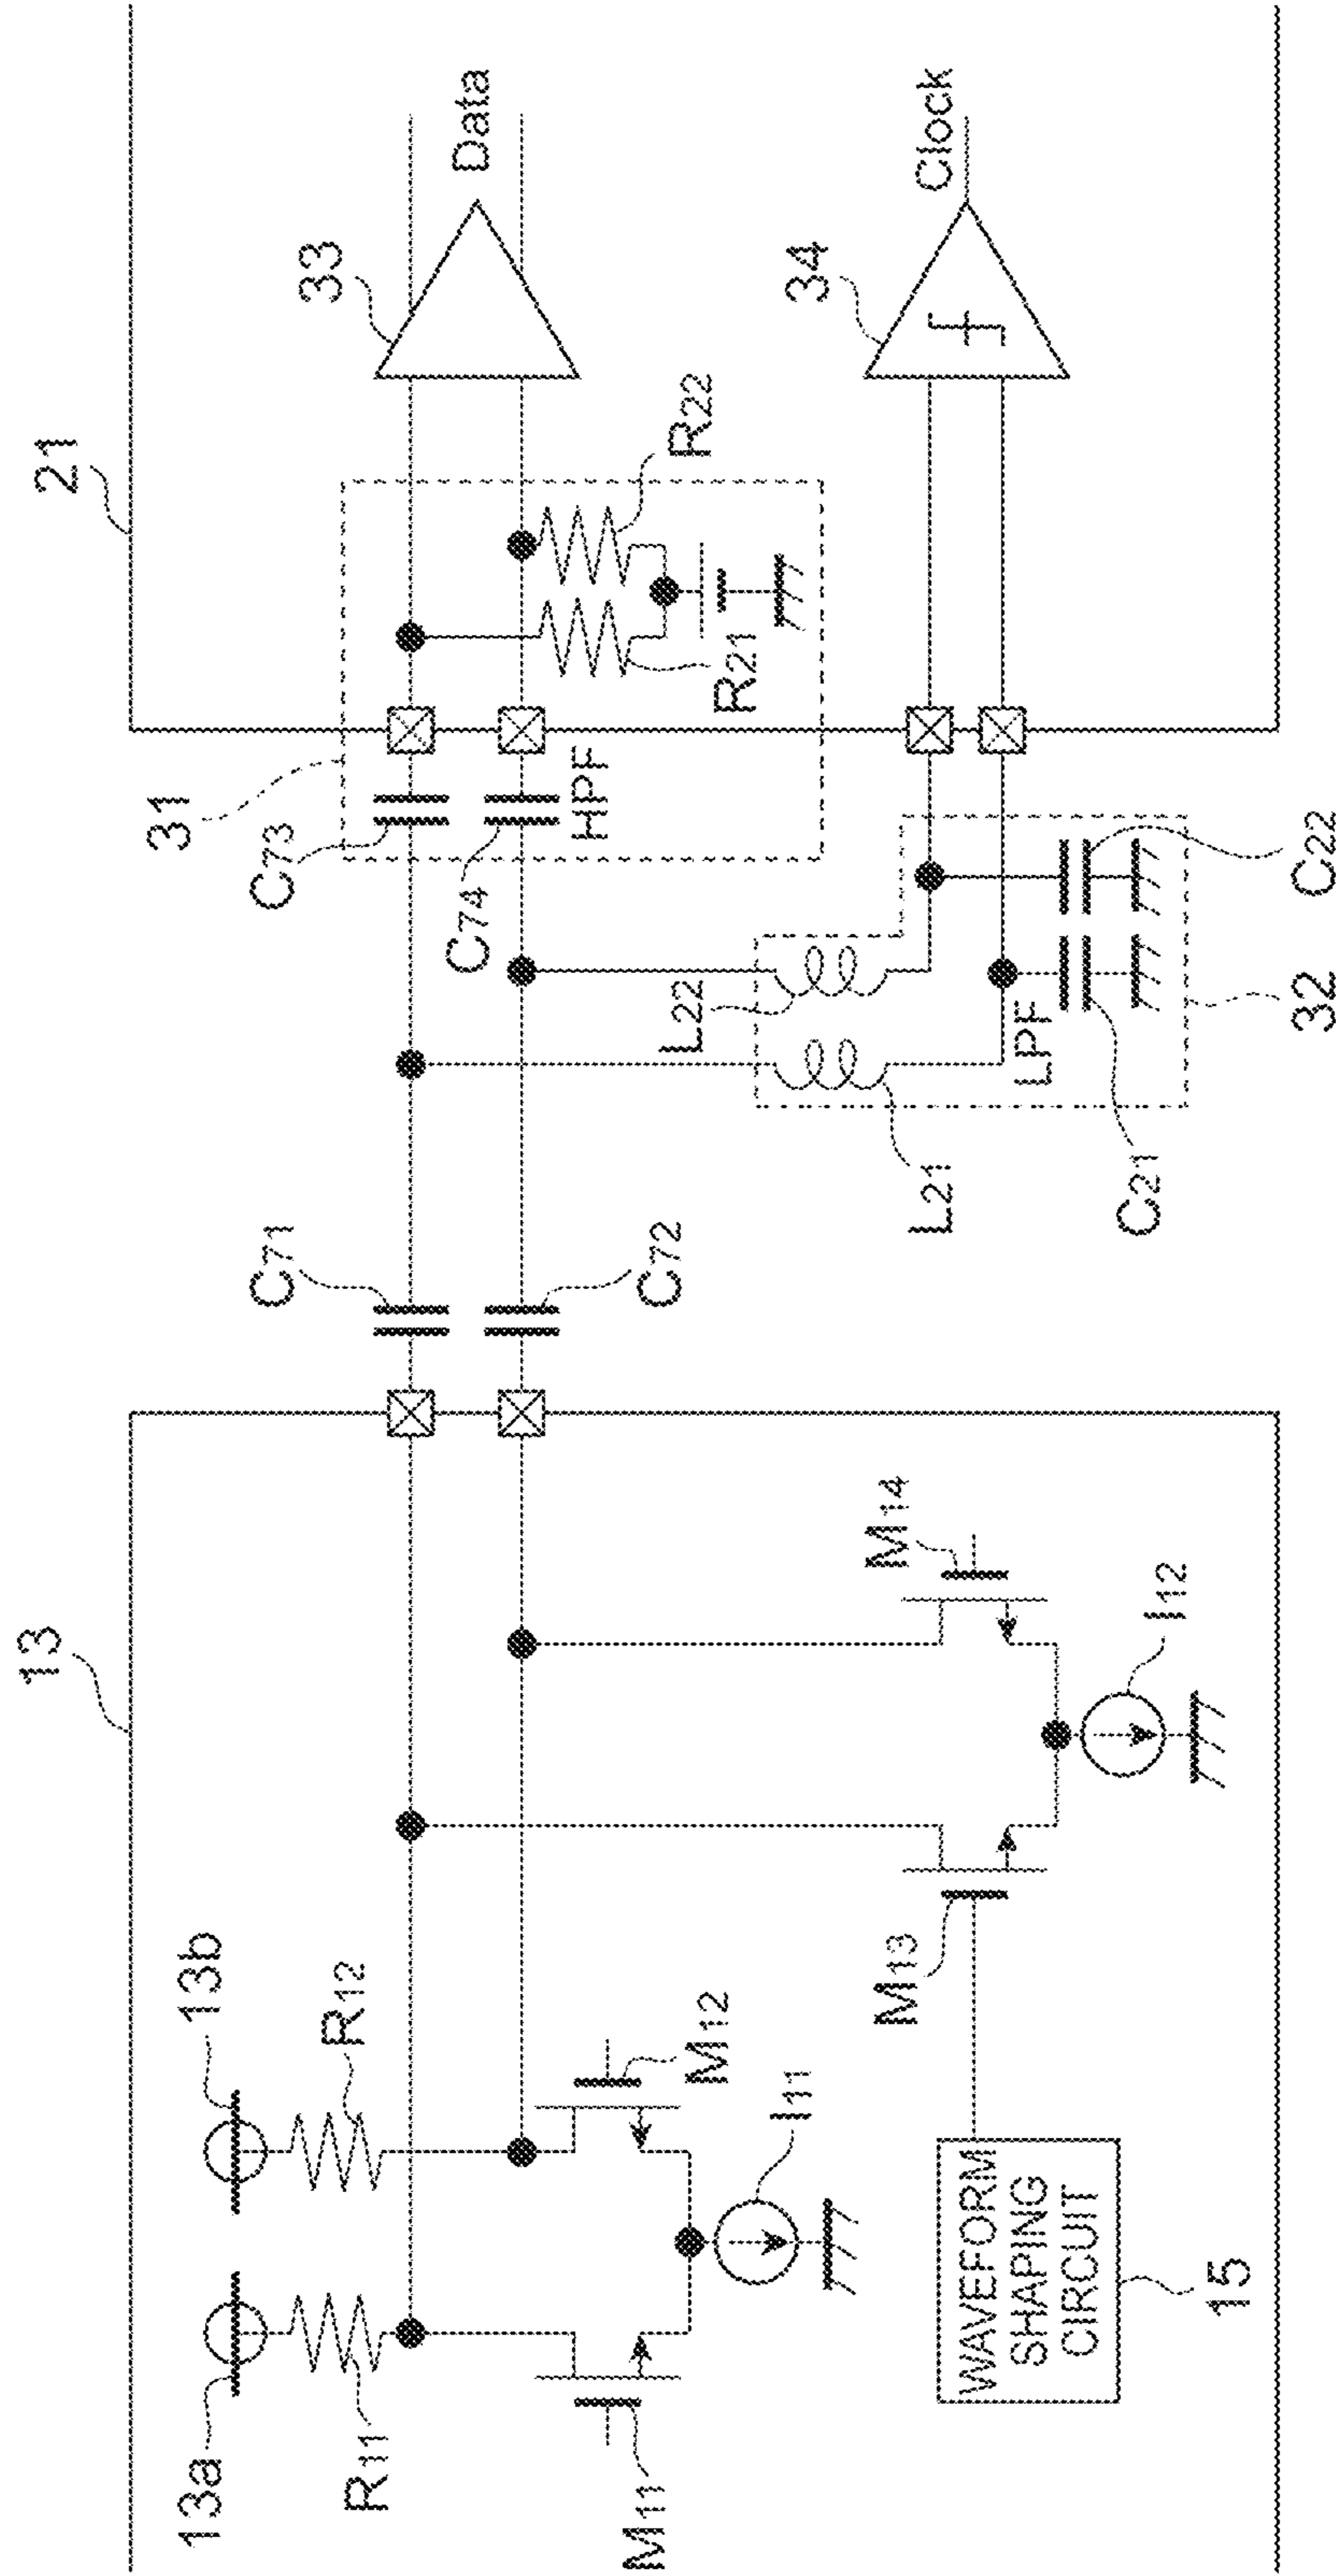 13
21
13a
13b
R11
R12
M11
M12
I11
WAVEFORM
SHAPING
CIRCUIT
15
M13
M14
I12
C71
C72
C73
C74
31
HPF
R21
R22
33
Data
L21
L22
LPF
C21
C22
32
34
Clock